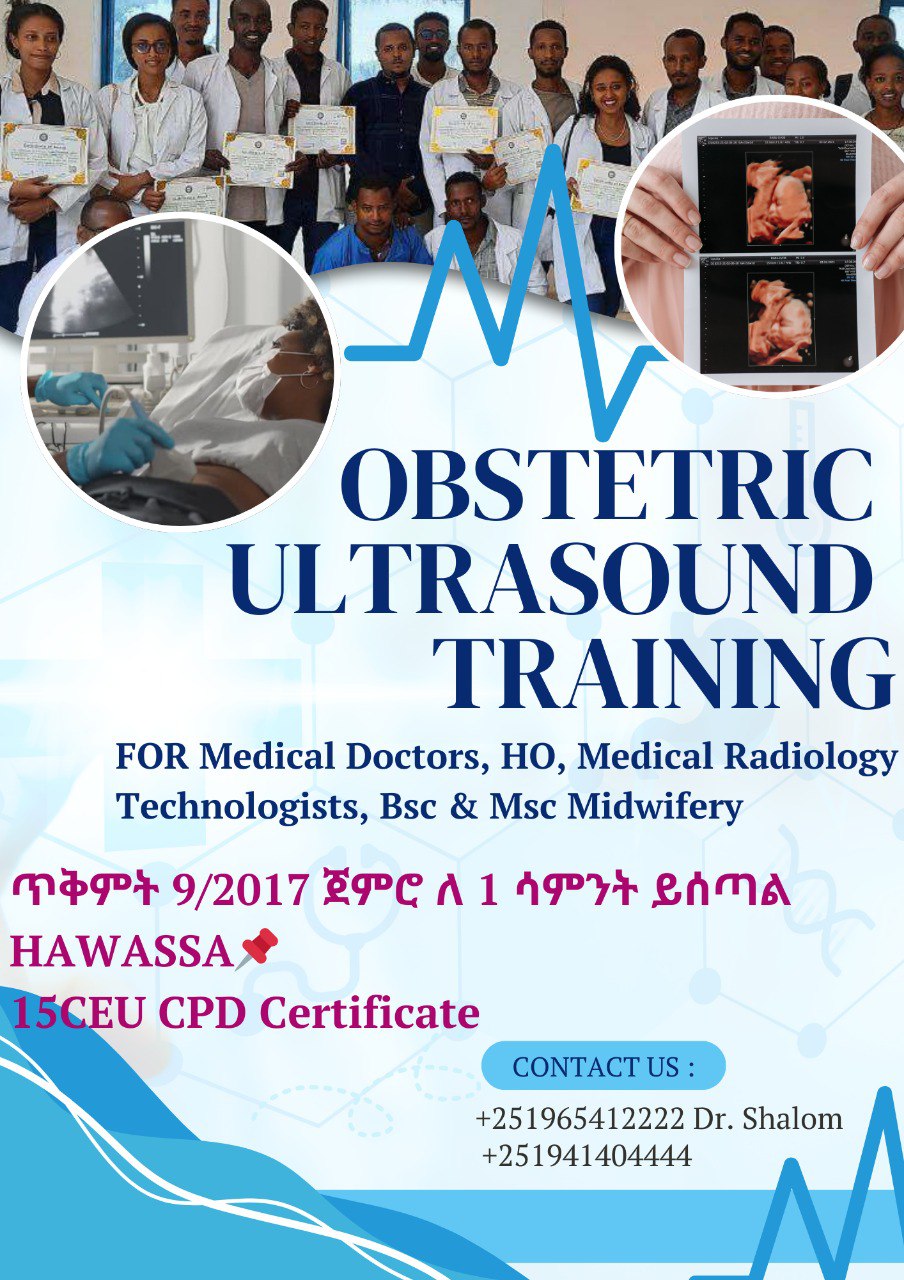 OBSTETRIC
ULTRASOUND
TRAINING
FOR Medical Doctors, HO, Medical Radiology
Technologists, Bsc & Msc Midwifery
ጥቅምት 9/2017 ጀምሮ ለ 1 ሳምንት ይሰጣል
HAWASSA
15CEU CPD Certificate
CONTACT US :
+251965412222 Dr. Shalom
+251941404444